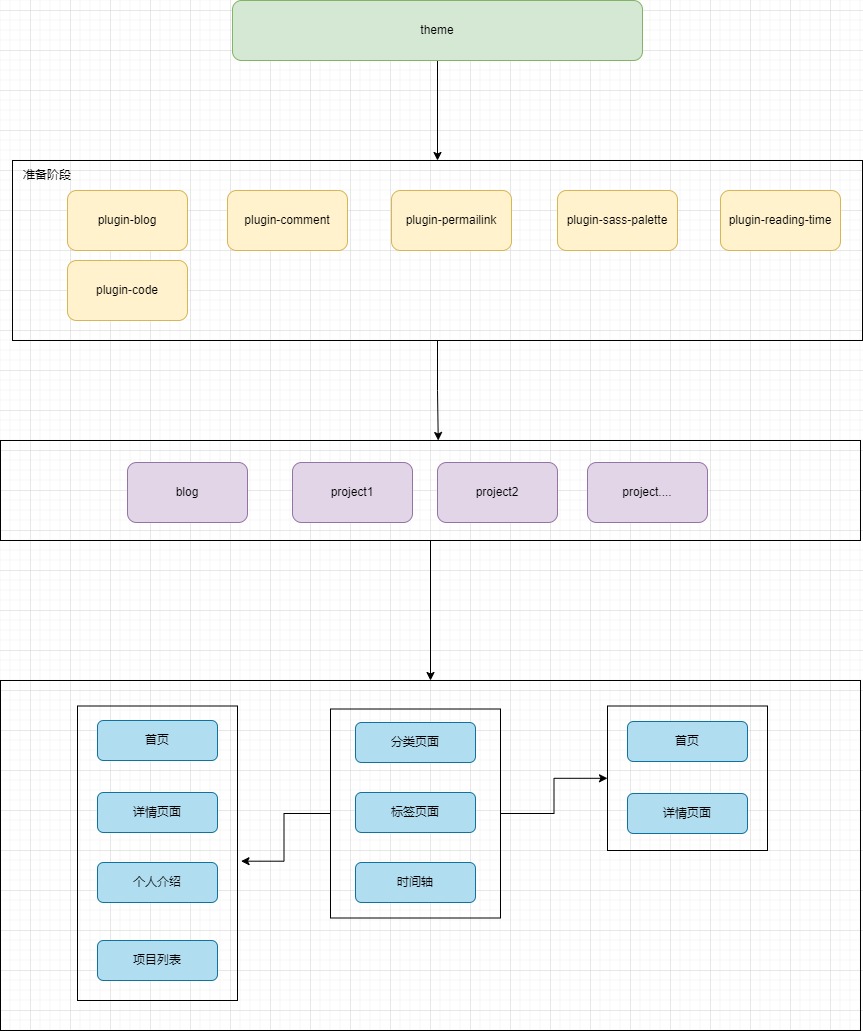 theme
准备阶段
plugin-blog
plugin-comment
plugin-permailink
plugin-sass-palette
plugin-reading-time
plugin-code
blog
project1
project2
project....
首页
详情页面
个人介绍
项目列表
分类页面
标签页面
时间轴
首页
详情页面